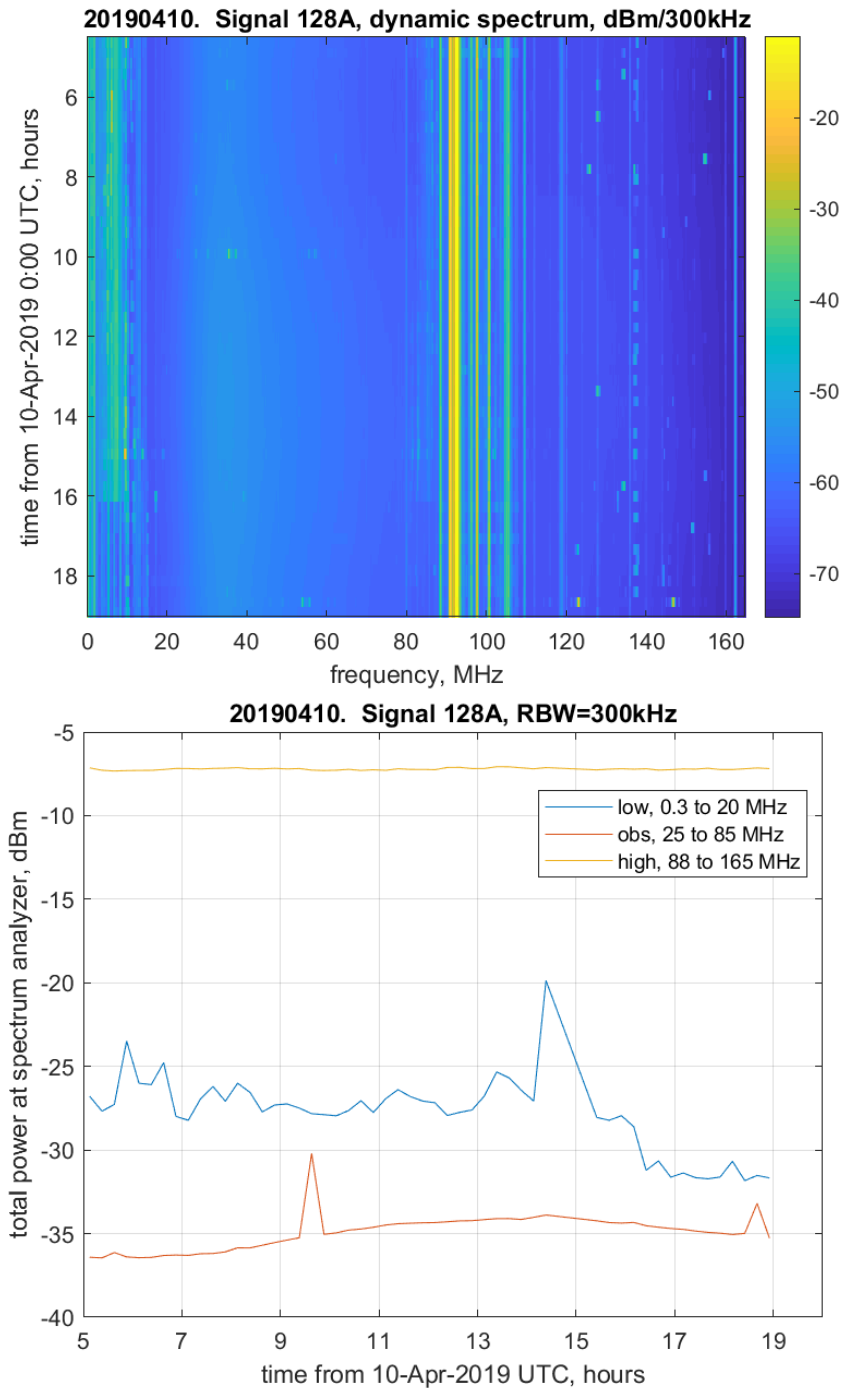 20190410.  Signal 128A, dynamic spectrum, dBm/300kHz
time from 10-Apr-2019 0:00 UTC, hours
6
8
10
12
14
16
18
0 20 40 60 80 100 120 140 160
frequency, MHz
-20
-30
-40
-50
-60
-70
20190410.  Signal 128A, RBW=300kHz
total power at spectrum analyzer, dBm
-5
-10
-15
-20
-25
-30
-35
-40
low, 0.3 to 20 MHz
obs, 25 to 85 MHz
high, 88 to 165 MHz
5 7 9 11 13 15 17 19
time from 10-Apr-2019 UTC, hours